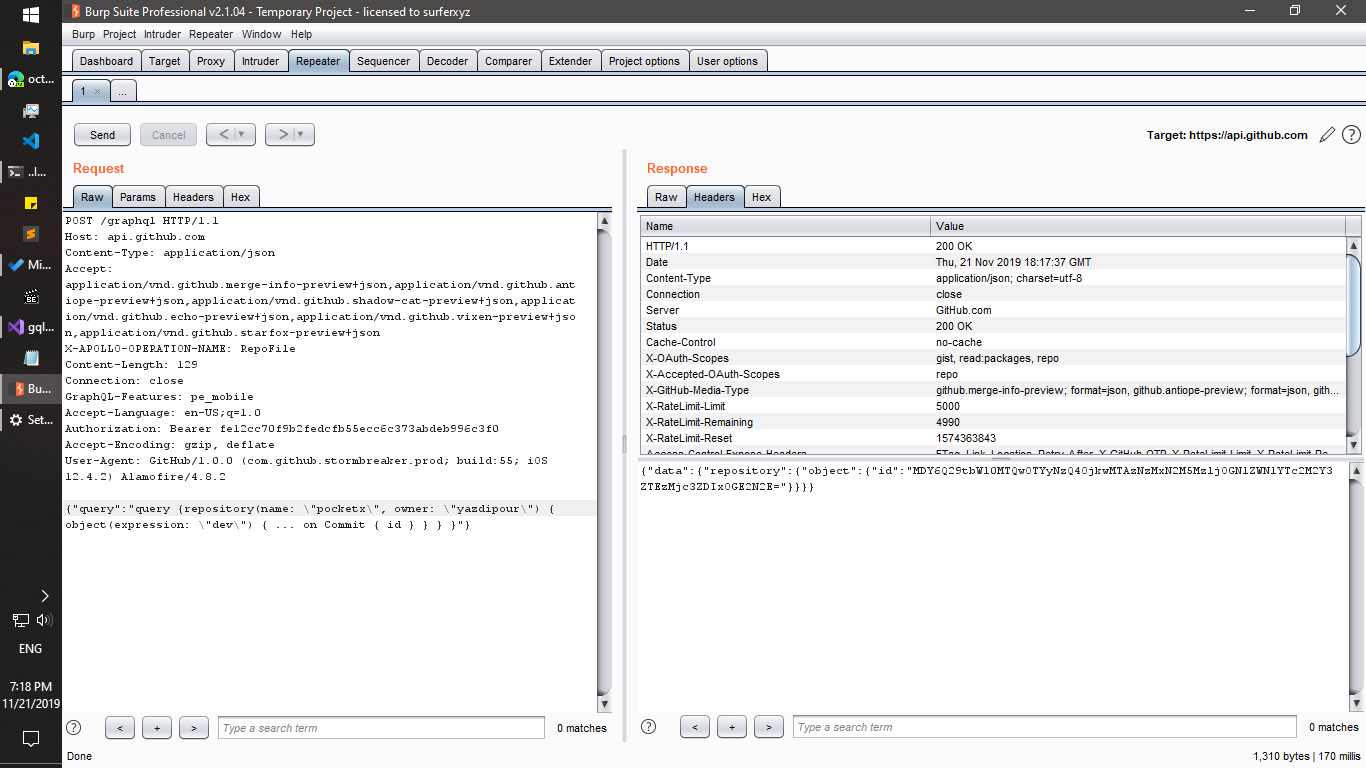 Burp Suite Professional v2.1.04 - Temporary Project - licensed to surferxyz
Burp Project Intruder Repeater Window Help
Dashboard Target Proxy Intruder Repeater Sequencer Decoder Comparer Extender Project options User options
1 × ...
Send Cancel < > Target: https://api.github.com
Request
Raw Params Headers Hex
POST /graphql HTTP/1.1
Host: api.github.com
Content-Type: application/json
Accept:
application/vnd.github.merge-info-preview+json,application/vnd.github.ant
iope-preview+json,application/vnd.github.shadow-cat-preview+json,applicat
ion/vnd.github.echo-preview+json,application/vnd.github.vixen-preview+jso
n,application/vnd.github.starfox-preview+json
X-APOLLO-OPERATION-NAME: RepoFile
Content-Length: 129
Connection: close
GraphQL-Features: pe_mobile
Accept-Language: en-US;q=1.0
Authorization: Bearer fe12cc70f9b2fedcfb55ecc6c373abdeb996c3f0
Accept-Encoding: gzip, deflate
User-Agent: GitHub/1.0.0 (com.github.stormbreaker.prod; build:55; iOS
12.4.2) Alamofire/4.8.2
{"query":"query {repository(name: \"pocketx\", owner: \"yazdipour\") {
object(expression: \"dev\") { ... on Commit { id } } } }"}
? < + > Type a search term 0 matches
Response
Raw Headers Hex
Name Value
HTTP/1.1 200 OK
Date Thu, 21 Nov 2019 18:17:37 GMT
Content-Type application/json; charset=utf-8
Connection close
Server GitHub.com
Status 200 OK
Cache-Control no-cache
X-OAuth-Scopes gist, read:packages, repo
X-Accepted-OAuth-Scopes repo
X-GitHub-Media-Type github.merge-info-preview; format=json, github.antiope-preview; format=json, gith...
X-RateLimit-Limit 5000
X-RateLimit-Remaining 4990
X-RateLimit-Reset 1574363843
{"data":{"repository":{"object":{"id":
? < + > Type a search term 0 matches
Done 1,310 bytes | 170 millis
oct...
..l...
Mi...
gql...
Bu...
Set...
ENG
7:18 PM
11/21/2019